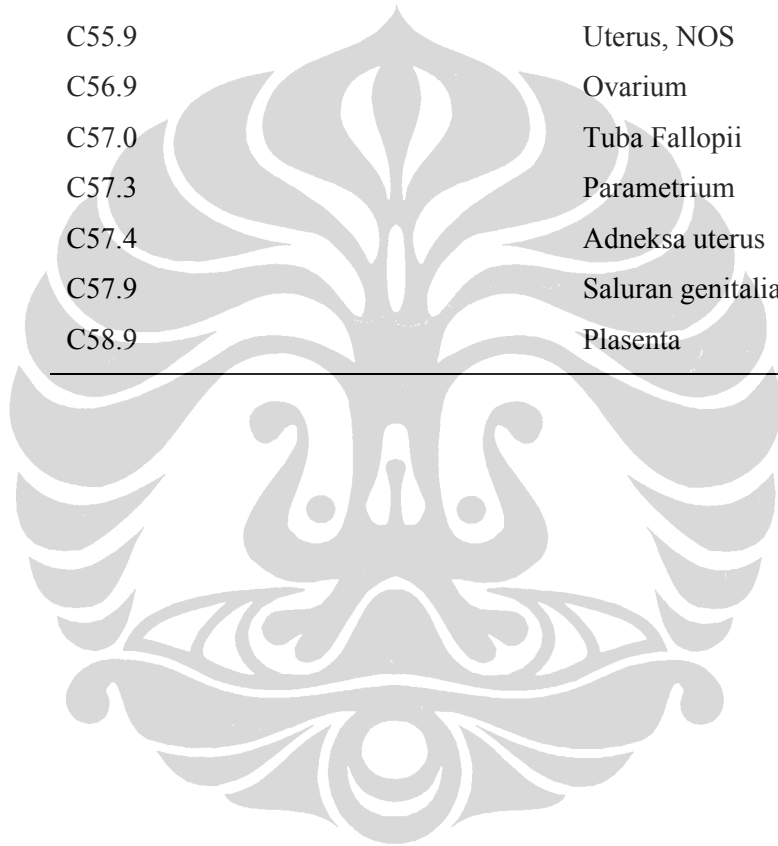 C55.9 Uterus, NOS
C56.9 Ovarium
C57.0 Tuba Fallopii
C57.3 Parametrium
C57.4 Adneksa uterus
C57.9 Saluran genitalia
C58.9 Plasenta